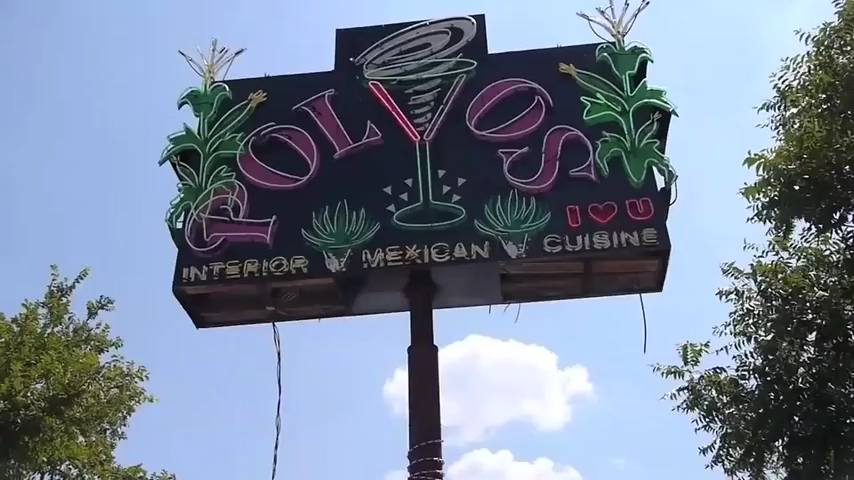 POLVOS
I ♥ U
INTERIOR MEXICAN CUISINE